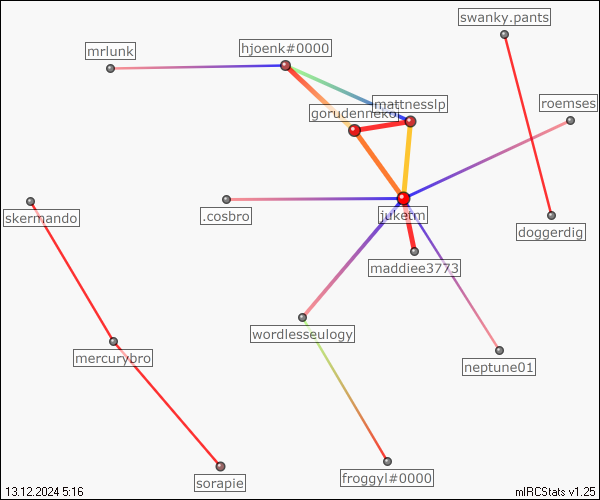 swanky.pants
hjoenk#0000
mrlunk
mattnesslp
roemses
gorudenneko
.cosbro
juketm
skermando
doggerdig
maddiee3773
wordlesseulogy
mercurybro
neptune01
froggyl#0000
sorapie
13.12.2024 5:16
mIRCStats v1.25